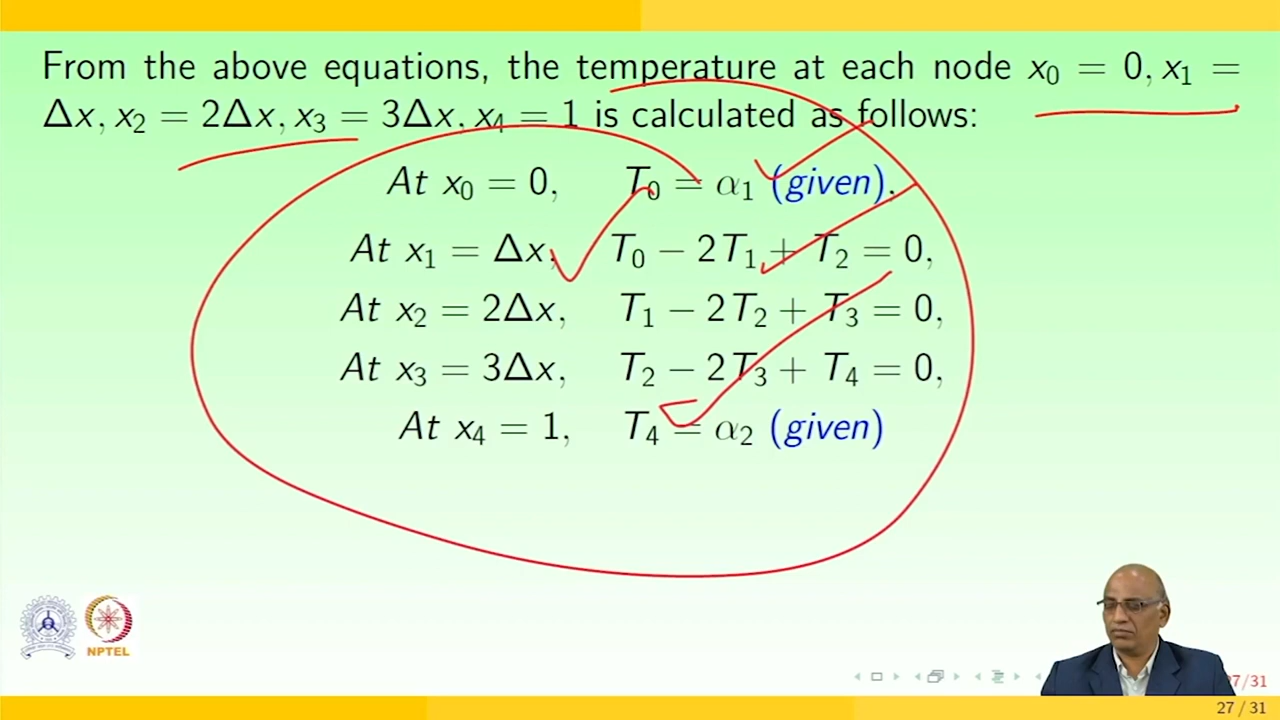 From the above equations, the temperature at each node x₀ = 0, x₁ =
Δx, x₂ = 2Δx, x₃ = 3Δx, x₄ = 1 is calculated as follows:
At x₀ = 0, T₀ = α₁ (given),
At x₁ = Δx, T₀ − 2T₁ + T₂ = 0,
At x₂ = 2Δx, T₁ − 2T₂ + T₃ = 0,
At x₃ = 3Δx, T₂ − 2T₃ + T₄ = 0,
At x₄ = 1, T₄ = α₂ (given)
NPTEL
27/31
27 / 31